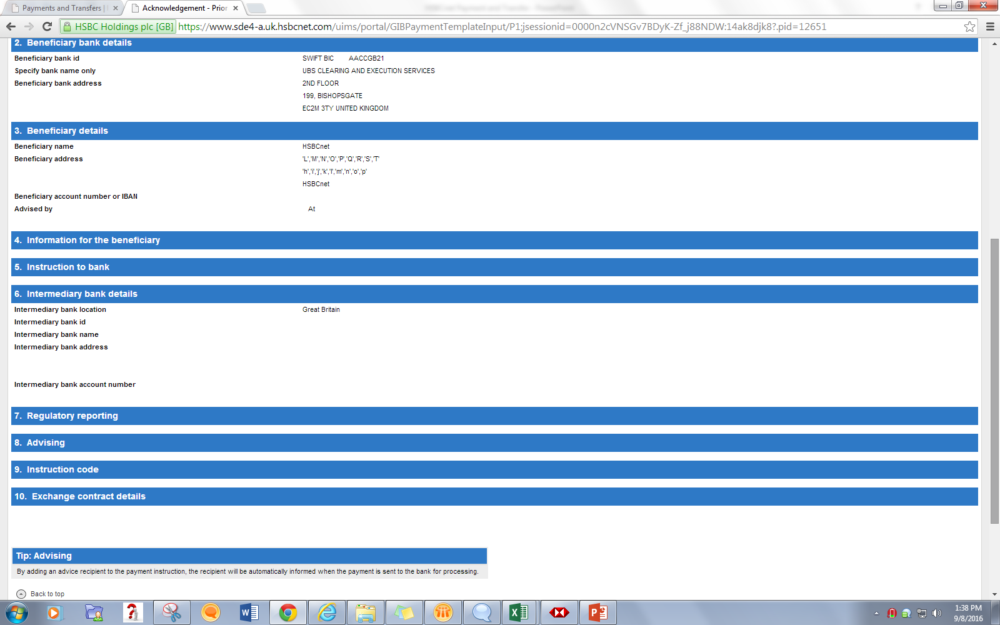 Payments and Transfers |
Acknowledgement - Prior
HSBCnet Payment and Transfer - PowerPoint
HSBC Holdings plc [GB] https://www.sde4-a.uk.hsbcnet.com/uims/portal/GIBPaymentTemplateInput/P1;jsessionid=0000n2cVNSGv7BDyK-Zf_j88NDW:14ak8djk8?.pid=12651
2. Beneficiary bank details
Beneficiary bank id SWIFT BIC AACCGB21
Specify bank name only UBS CLEARING AND EXECUTION SERVICES
Beneficiary bank address 2ND FLOOR
199, BISHOPSGATE
EC2M 3TY UNITED KINGDOM
3. Beneficiary details
Beneficiary name HSBCnet
Beneficiary address 'L','M','N','O','P','Q','R','S','T'
'h','i','j','k','l','m','n','o','p'
HSBCnet
Beneficiary account number or IBAN
Advised by At
4. Information for the beneficiary
5. Instruction to bank
6. Intermediary bank details
Intermediary bank location Great Britain
Intermediary bank id
Intermediary bank name
Intermediary bank address
Intermediary bank account number
7. Regulatory reporting
8. Advising
9. Instruction code
10. Exchange contract details
Tip: Advising
By adding an advice recipient to the payment instruction, the recipient will be automatically informed when the payment is sent to the bank for processing.
Back to top
1:38 PM
9/8/2016